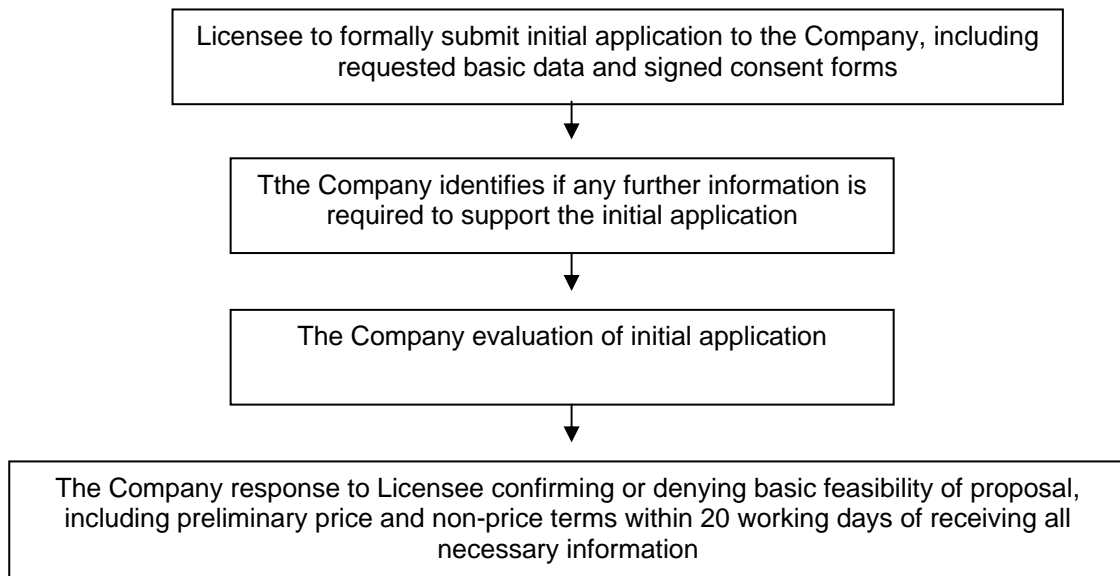 Licensee to formally submit initial application to the Company, including
requested basic data and signed consent forms
Tthe Company identifies if any further information is
required to support the initial application
The Company evaluation of initial application
The Company response to Licensee confirming or denying basic feasibility of proposal,
including preliminary price and non-price terms within 20 working days of receiving all
necessary information